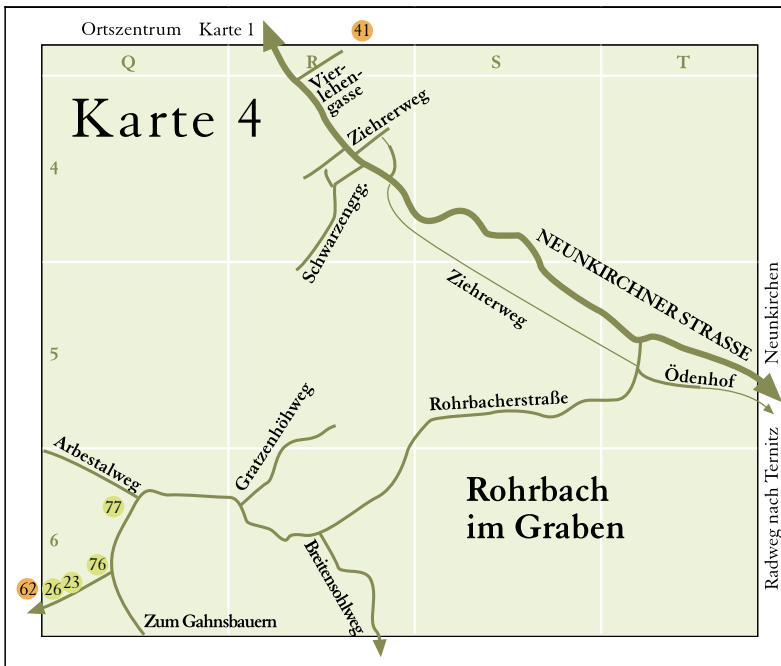 Ortszentrum Karte 1
41
Q R S T
Karte 4
Vier-
lehen-
gasse
Ziehrerweg
4
Schwarzengrg.
NEUNKIRCHNER STRASSE
Neunkirchen
Ziehrerweg
5
Ödenhof
Rohrbacherstraße
Gratzenhöhweg
Arbestalweg
Rohrbach
im Graben
77
6
Radweg nach Ternitz
76
62 26 23
Breitensohlweg
Zum Gahnsbauern